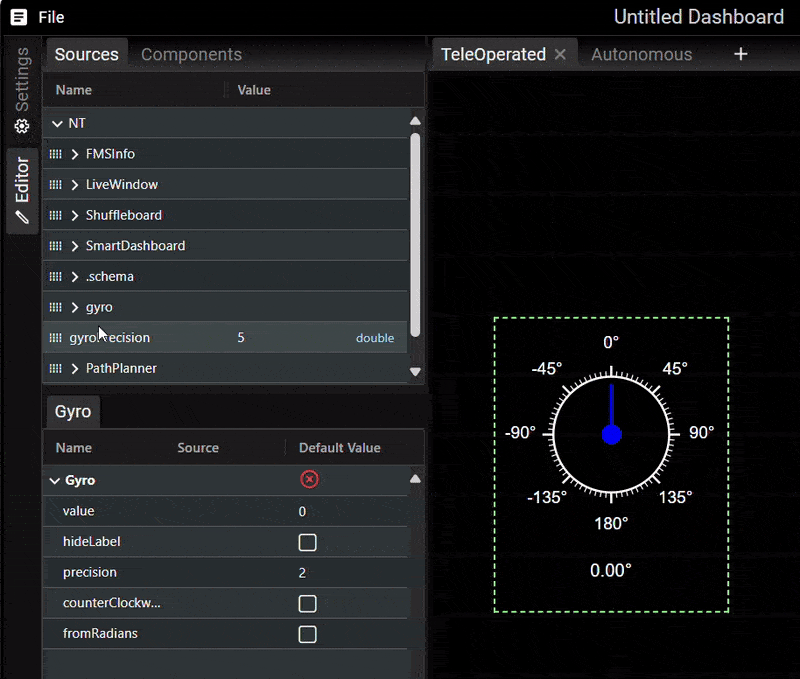 File
Untitled Dashboard
Settings
Editor
Sources Components
Name Value
NT
FMSInfo
LiveWindow
Shuffleboard
SmartDashboard
.schema
gyro
5 double
PathPlanner
Gyro
Name Source Default Value
Gyro
value 0
hideLabel
precision 2
counterClockw...
fromRadians
TeleOperated Autonomous +
0°
-45° 45°
-90° 90°
-135° 135°
180°
0.00°